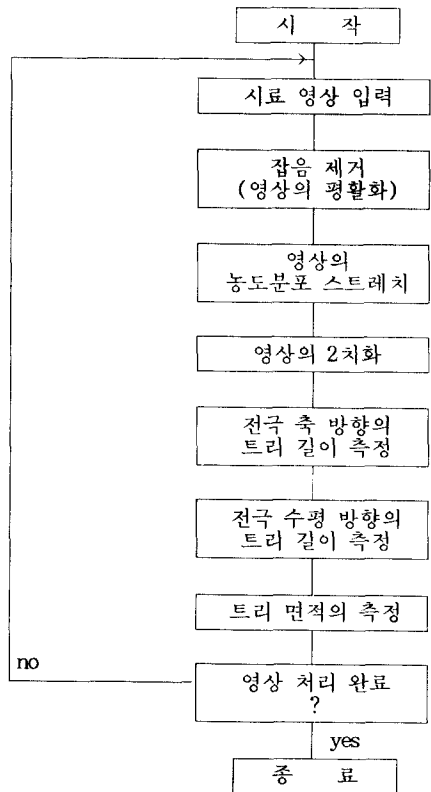 시 작
시료 영상 입력
잡음 제거
(영상의 평활화)
영상의
농도분포 스트레치
영상의 2치화
전극 축 방향의
트리 길이 측정
전극 수평 방향의
트리 길이 측정
트리 면적의 측정
no
영상 처리 완료
?
yes
종 료